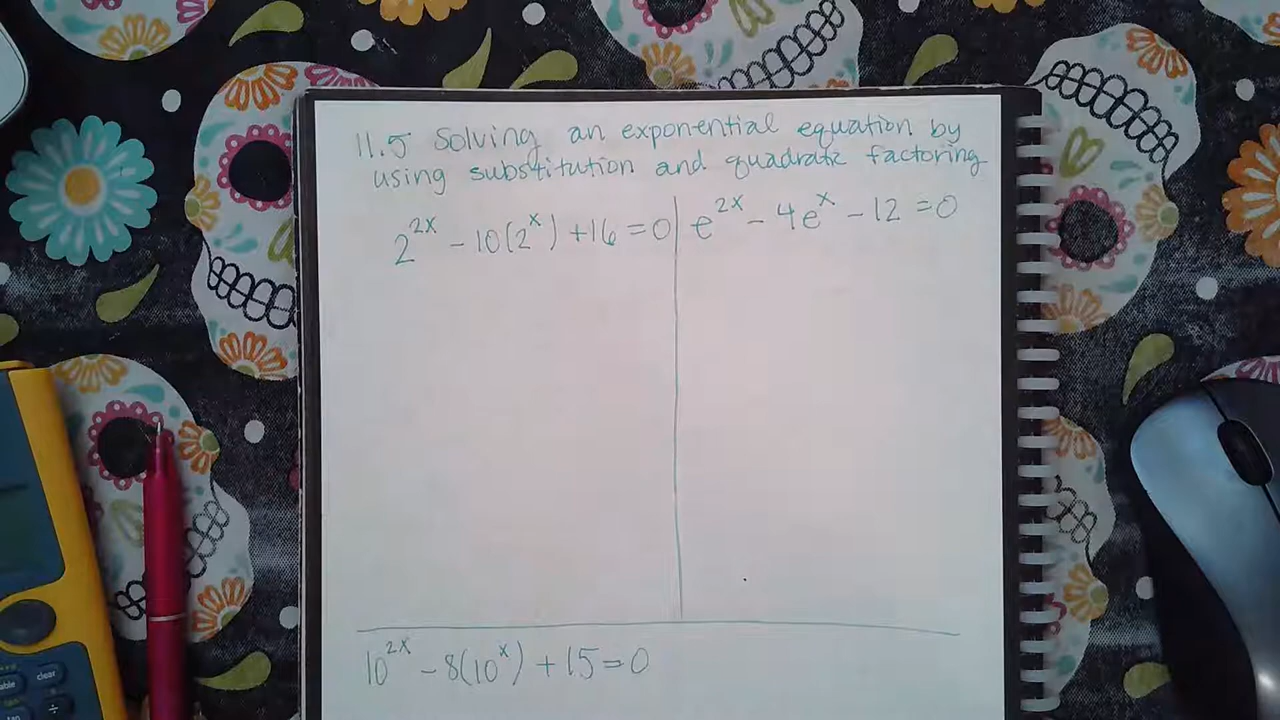 11.5 Solving an exponential equation by
using substitution and quadratic factoring
2^{2x} - 10(2^x) + 16 = 0
e^{2x} - 4e^x - 12 = 0
10^{2x} - 8(10^x) + 15 = 0
clear
÷